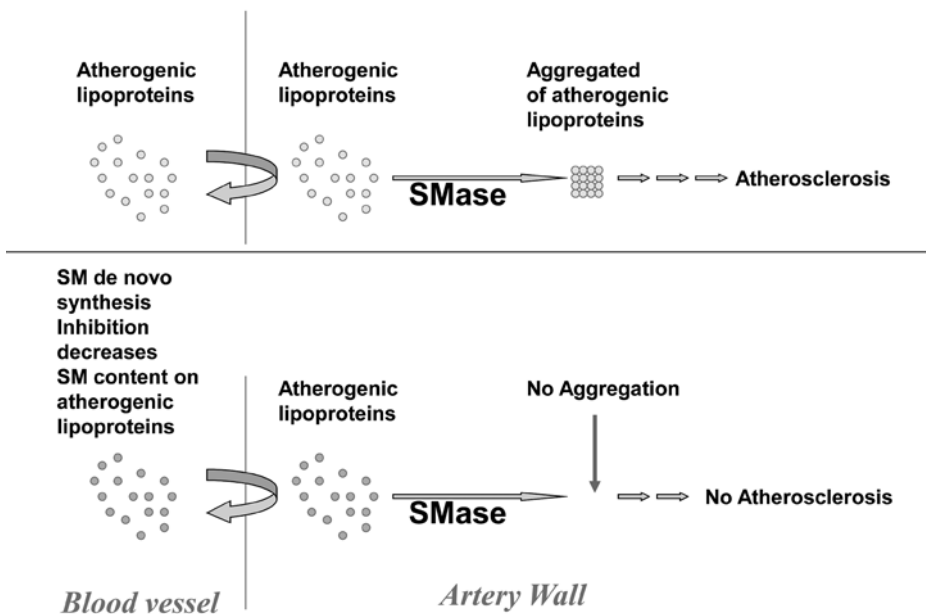 Atherogenic
lipoproteins
Atherogenic
lipoproteins
Aggregated
of atherogenic
lipoproteins
SMase
Atherosclerosis
SM de novo
synthesis
Inhibition
decreases
SM content on
atherogenic
lipoproteins
Atherogenic
lipoproteins
No Aggregation
SMase
No Atherosclerosis
Blood vessel
Artery Wall